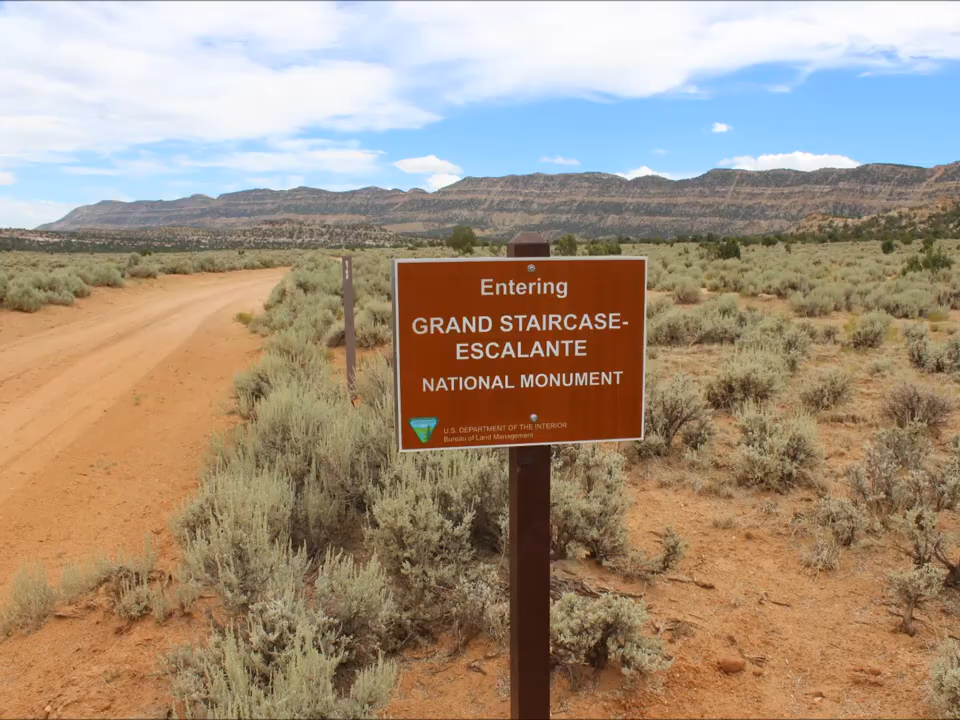 Entering
GRAND STAIRCASE-
ESCALANTE
NATIONAL MONUMENT
U.S. DEPARTMENT OF THE INTERIOR
Bureau of Land Management